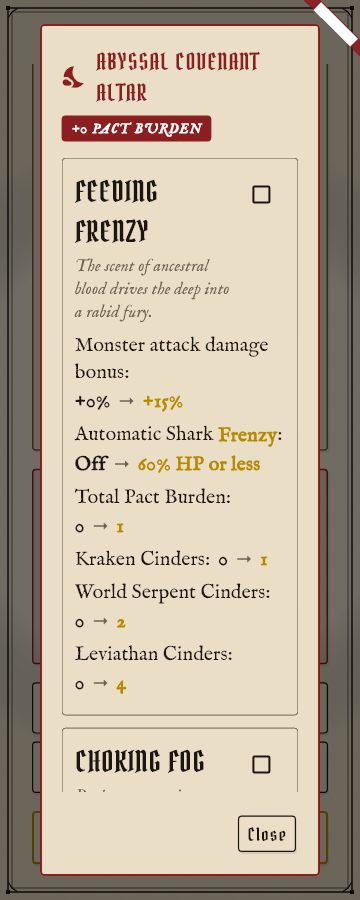 ABYSSAL COVENANT
ALTAR
+0 PACT BURDEN
FEEDING
FRENZY
The scent of ancestral
blood drives the deep into
a rabid fury.
Monster attack damage
bonus:
+0% → +15%
Automatic Shark Frenzy:
Off → 60% HP or less
Total Pact Burden:
0 → 1
Kraken Cinders: 0 → 1
World Serpent Cinders:
0 → 2
Leviathan Cinders:
0 → 4
CHOKING FOG
Close